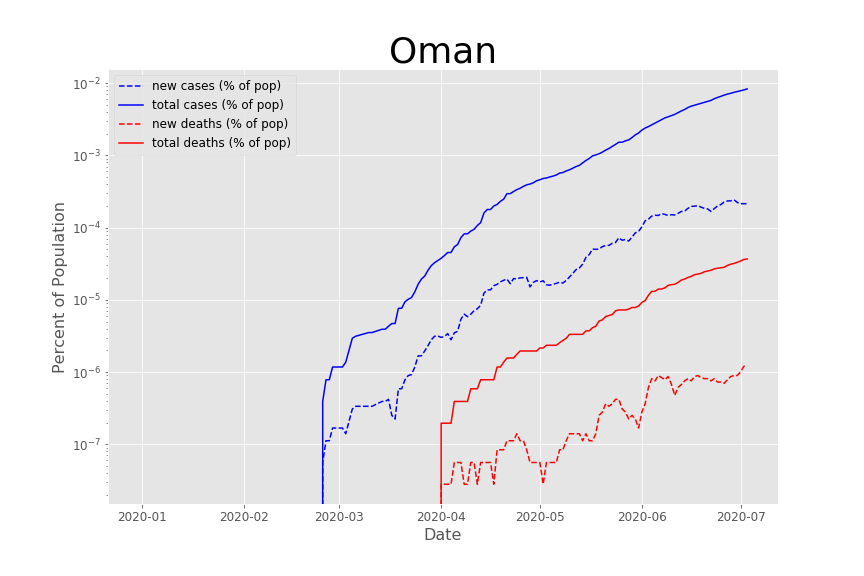 Oman
new cases (% of pop)
total cases (% of pop)
new deaths (% of pop)
total deaths (% of pop)
10⁻²
10⁻³
10⁻⁴
10⁻⁵
10⁻⁶
10⁻⁷
Percent of Population
2020-01 2020-02 2020-03 2020-04 2020-05 2020-06 2020-07
Date